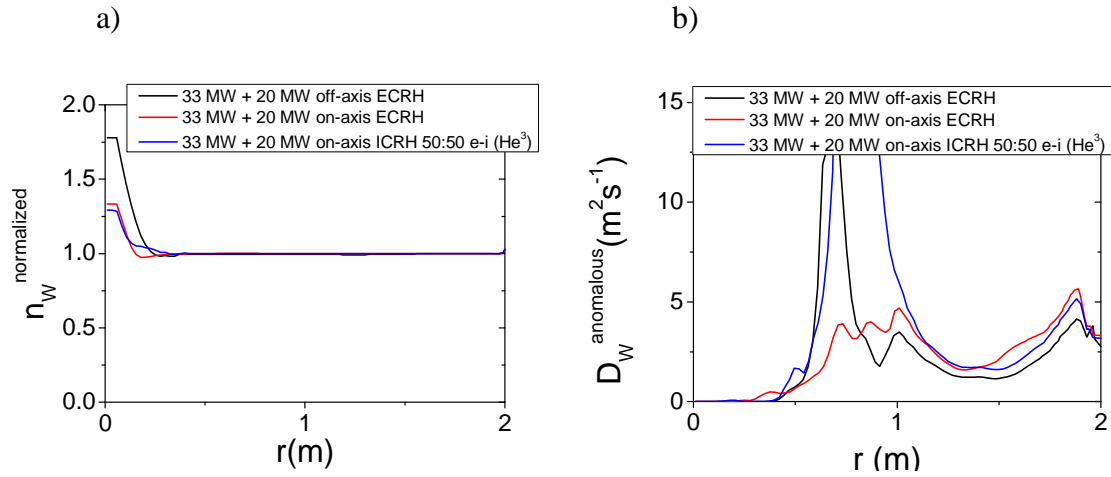 a)
b)
33 MW + 20 MW off-axis ECRH
33 MW + 20 MW on-axis ECRH
33 MW + 20 MW on-axis ICRH 50:50 e-i (He³)
2.0
1.5
1.0
0.5
0.0
n_W^normalized
0
1
2
r(m)
33 MW + 20 MW off-axis ECRH
33 MW + 20 MW on-axis ECRH
33 MW + 20 MW on-axis ICRH 50:50 e-i (He³)
15
10
5
0
D_W^anomalous(m²s⁻¹)
0
1
2
r (m)